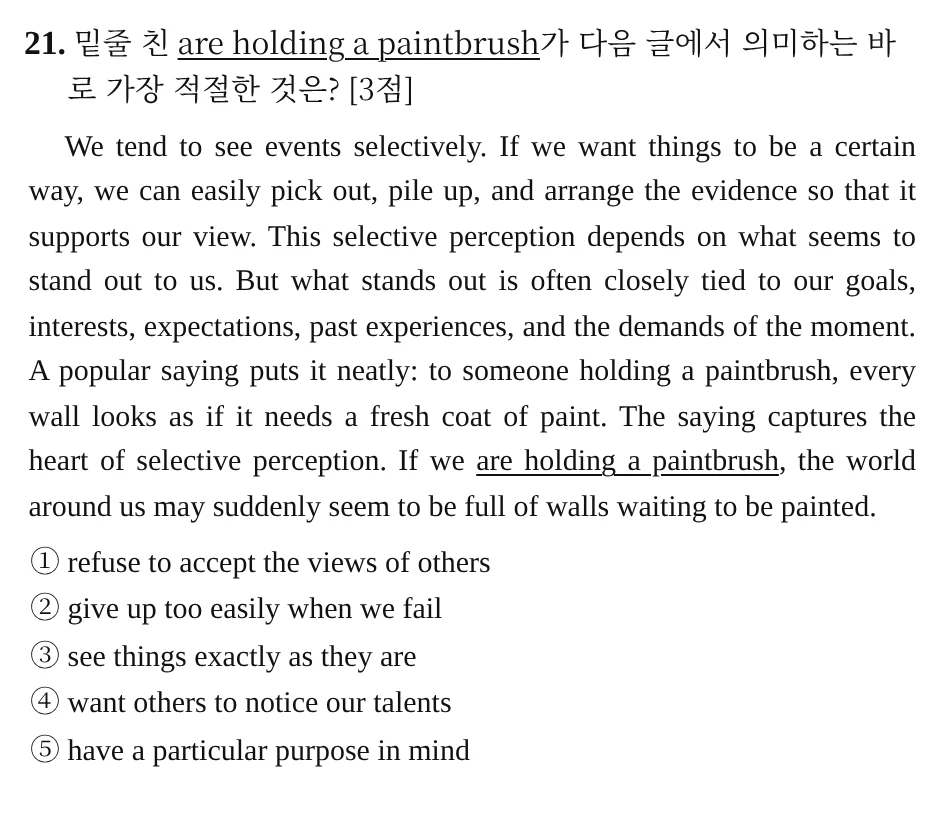 21. 밑줄 친 are holding a paintbrush가 다음 글에서 의미하는 바
로 가장 적절한 것은? [3점]
We tend to see events selectively. If we want things to be a certain
way, we can easily pick out, pile up, and arrange the evidence so that it
supports our view. This selective perception depends on what seems to
stand out to us. But what stands out is often closely tied to our goals,
interests, expectations, past experiences, and the demands of the moment.
A popular saying puts it neatly: to someone holding a paintbrush, every
wall looks as if it needs a fresh coat of paint. The saying captures the
heart of selective perception. If we are holding a paintbrush, the world
around us may suddenly seem to be full of walls waiting to be painted.
① refuse to accept the views of others
② give up too easily when we fail
③ see things exactly as they are
④ want others to notice our talents
⑤ have a particular purpose in mind